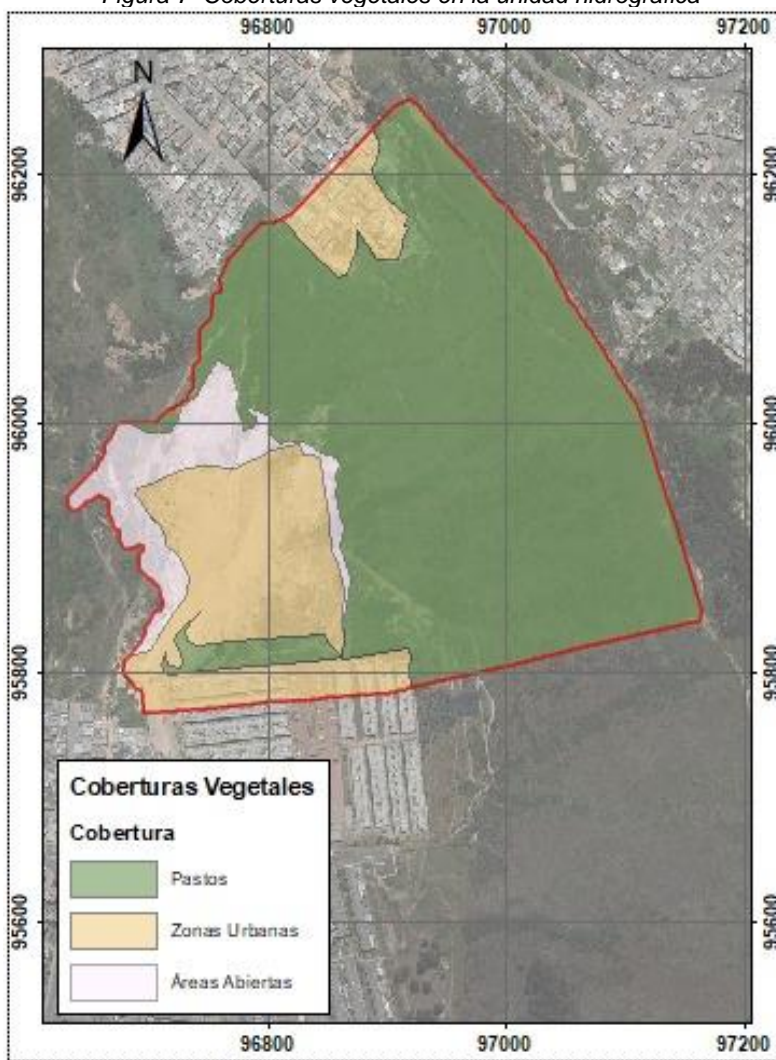 Figura 7 Coberturas vegetales en la unidad hidrográfica
96800 97000 97200
N
96200 96200
96000 96000
95800 95800
95600 95600
Coberturas Vegetales
Cobertura
Pastos
Zonas Urbanas
Áreas Abiertas
96800 97000 97200